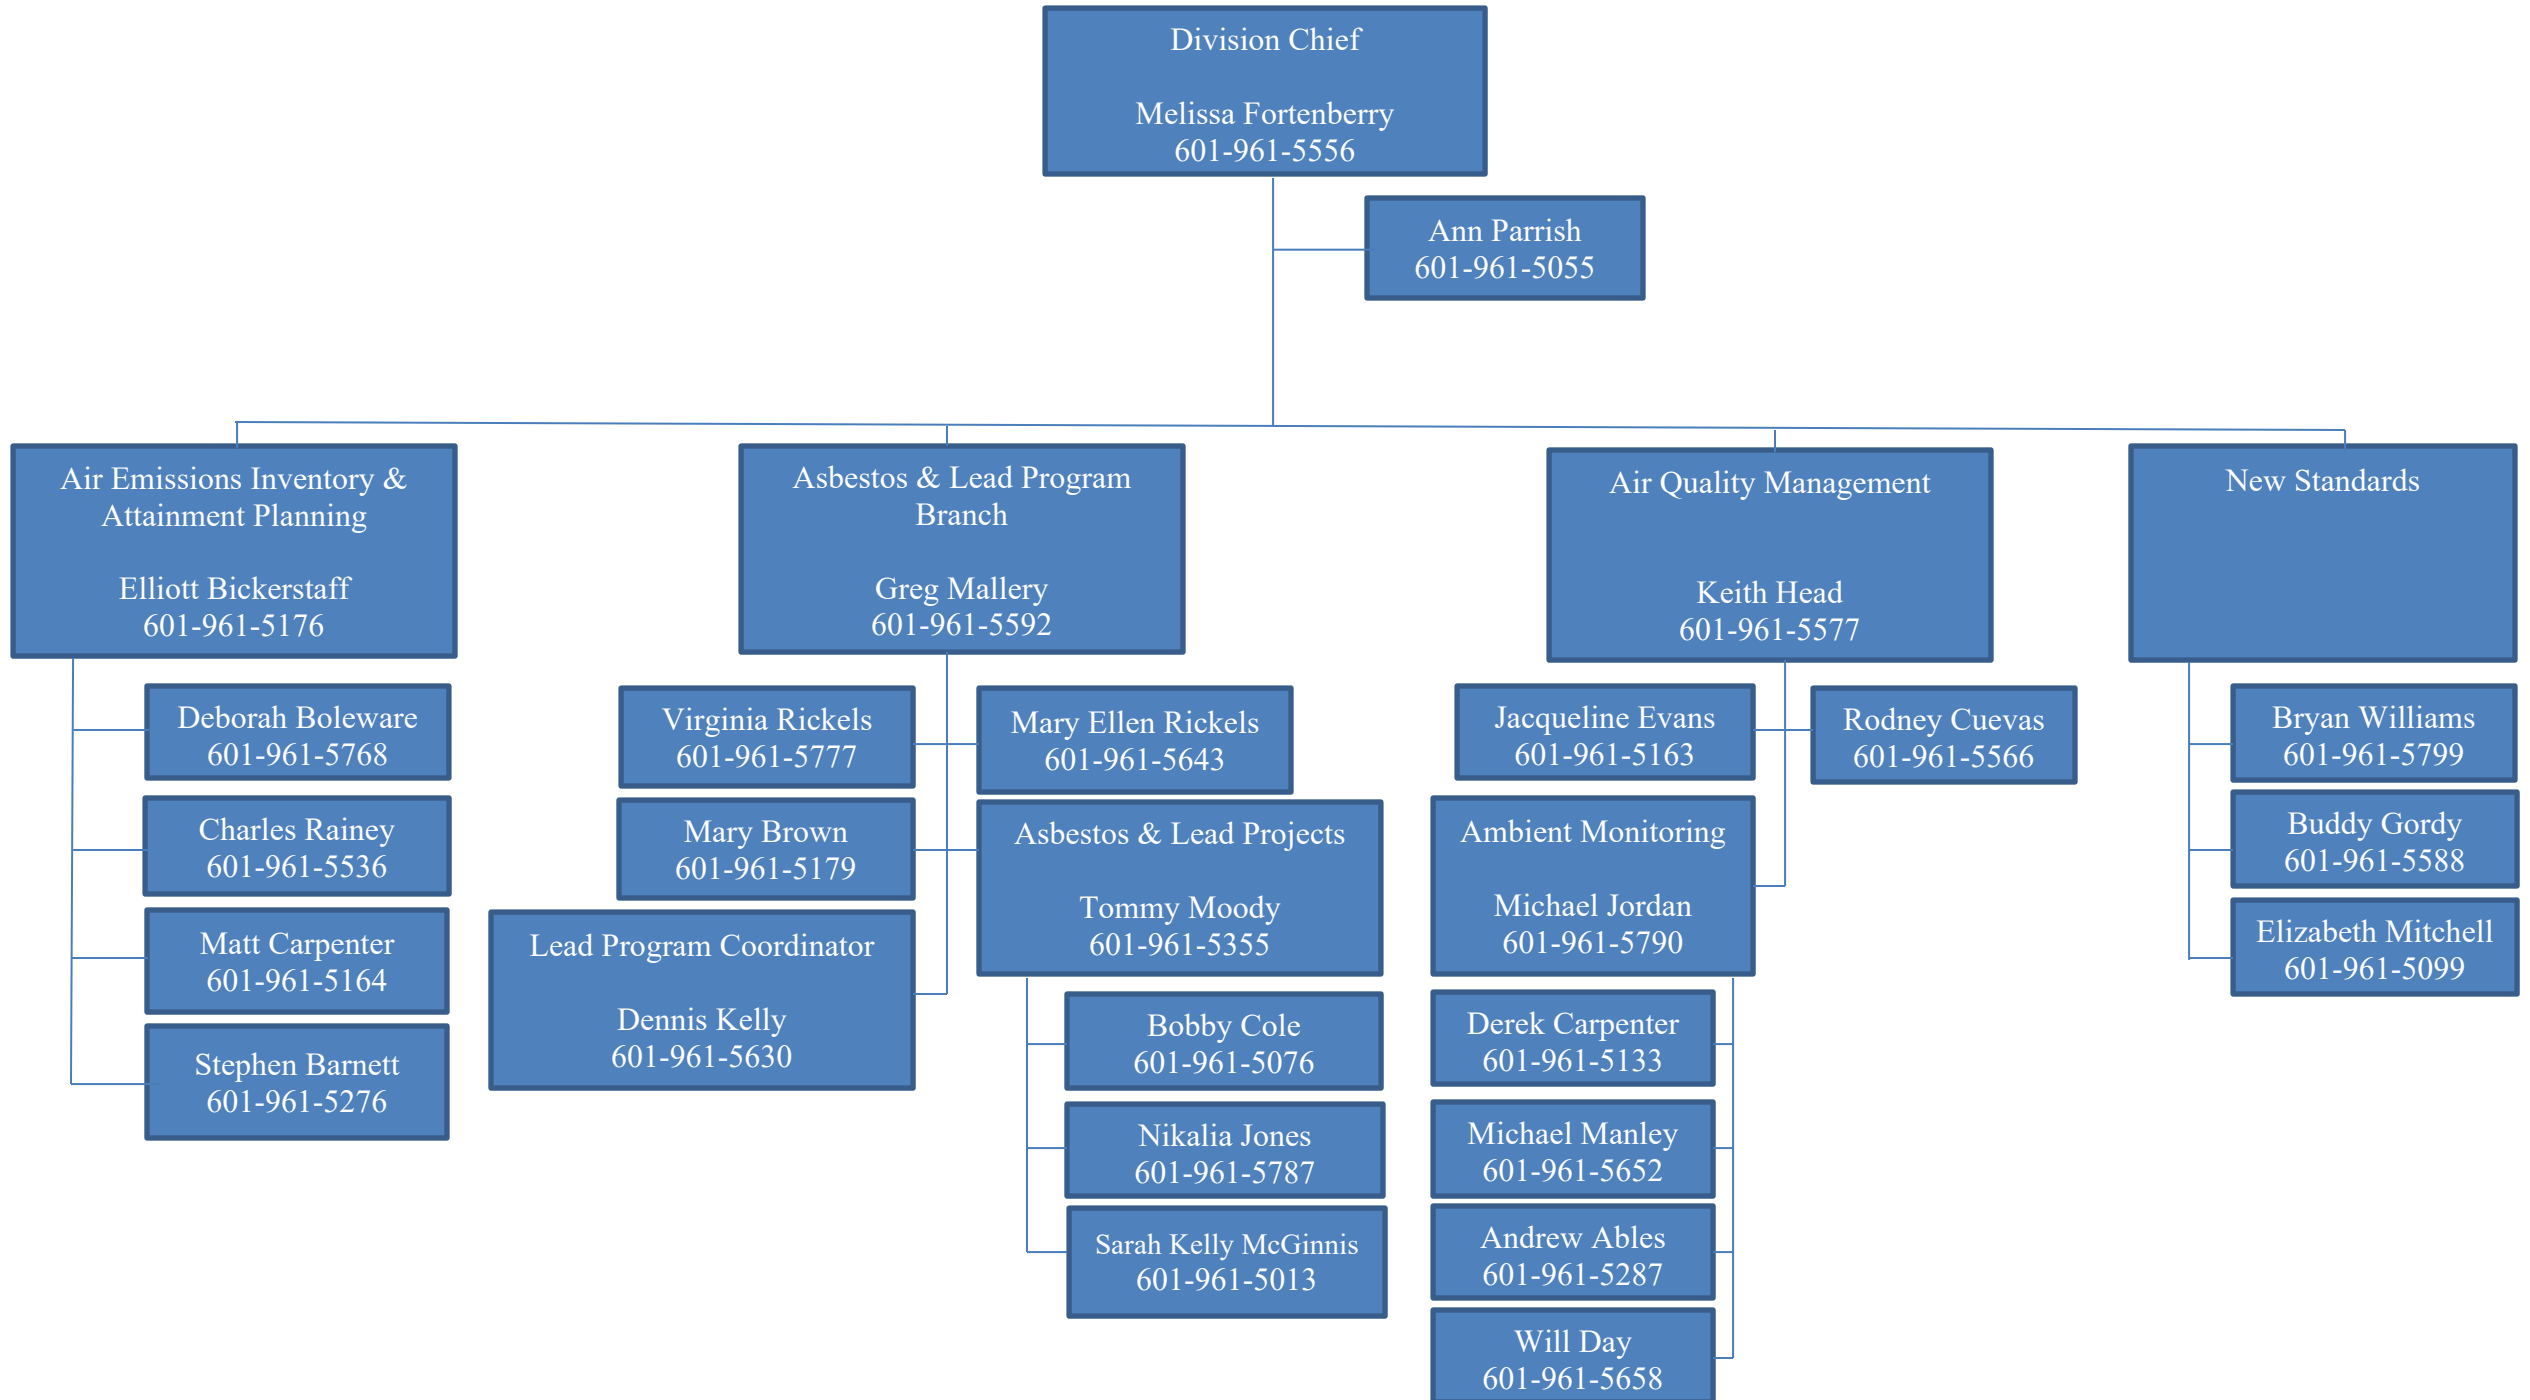 Division Chief
Melissa Fortenberry
601-961-5556
Ann Parrish
601-961-5055
Air Emissions Inventory &
Attainment Planning
Elliott Bickerstaff
601-961-5176
Deborah Boleware
601-961-5768
Charles Rainey
601-961-5536
Matt Carpenter
601-961-5164
Stephen Barnett
601-961-5276
Asbestos & Lead Program
Branch
Greg Mallery
601-961-5592
Virginia Rickels
601-961-5777
Mary Ellen Rickels
601-961-5643
Mary Brown
601-961-5179
Lead Program Coordinator
Dennis Kelly
601-961-5630
Asbestos & Lead Projects
Tommy Moody
601-961-5355
Bobby Cole
601-961-5076
Nikalia Jones
601-961-5787
Sarah Kelly McGinnis
601-961-5013
Air Quality Management
Keith Head
601-961-5577
Jacqueline Evans
601-961-5163
Rodney Cuevas
601-961-5566
Ambient Monitoring
Michael Jordan
601-961-5790
Derek Carpenter
601-961-5133
Michael Manley
601-961-5652
Andrew Ables
601-961-5287
Will Day
601-961-5658
New Standards
Bryan Williams
601-961-5799
Buddy Gordy
601-961-5588
Elizabeth Mitchell
601-961-5099